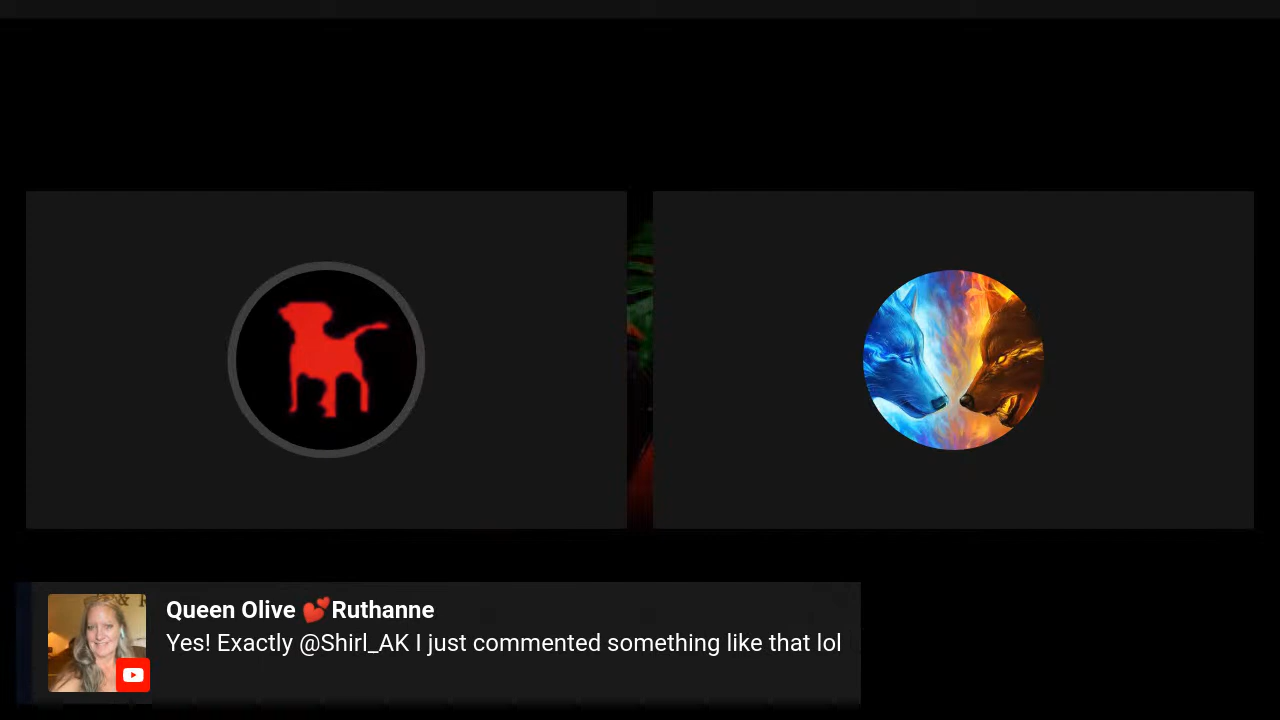 Queen Olive 💕Ruthanne
Yes! Exactly @Shirl_AK I just commented something like that lol